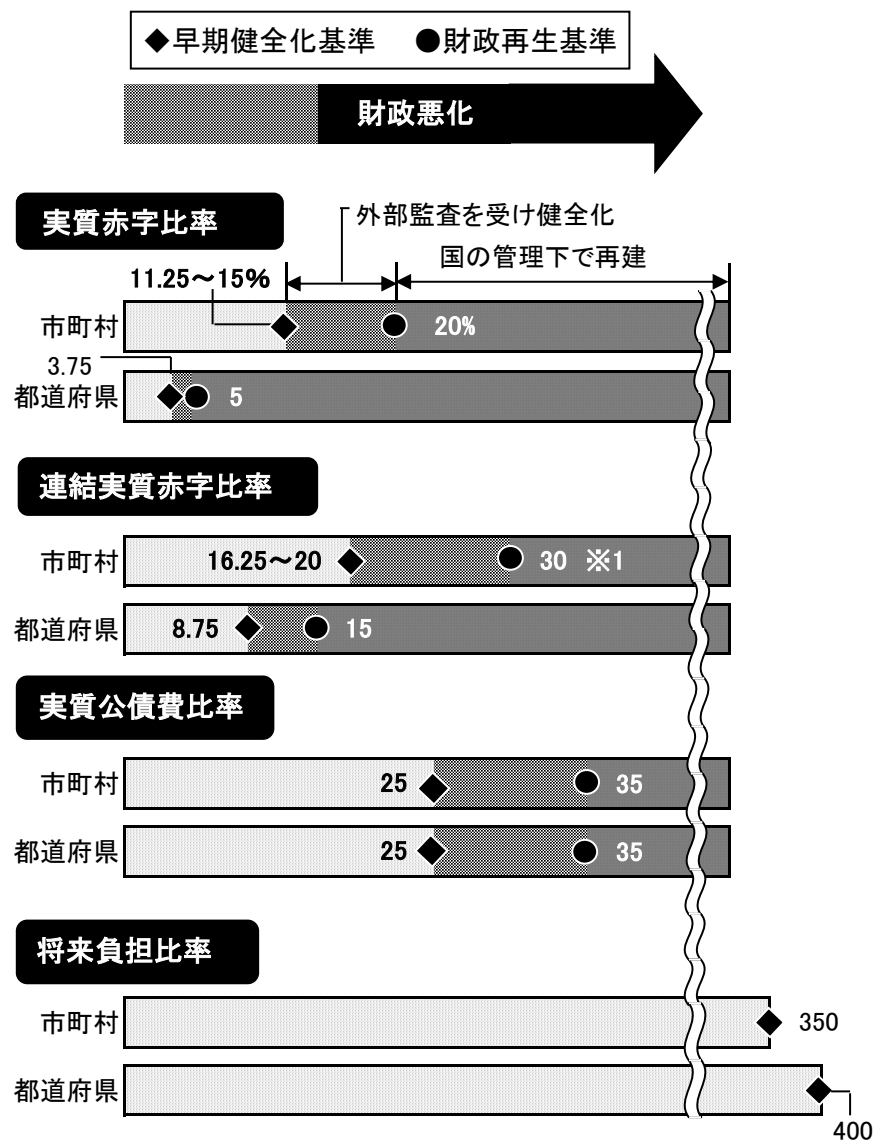 ◆早期健全化基準 ●財政再生基準
財政悪化
実質赤字比率
外部監査を受け健全化
国の管理下で再建
11.25～15%
市町村 20%
3.75
都道府県 5
連結実質赤字比率
市町村 16.25～20 30 ※1
都道府県 8.75 15
実質公債費比率
市町村 25 35
都道府県 25 35
将来負担比率
市町村 350
都道府県
400